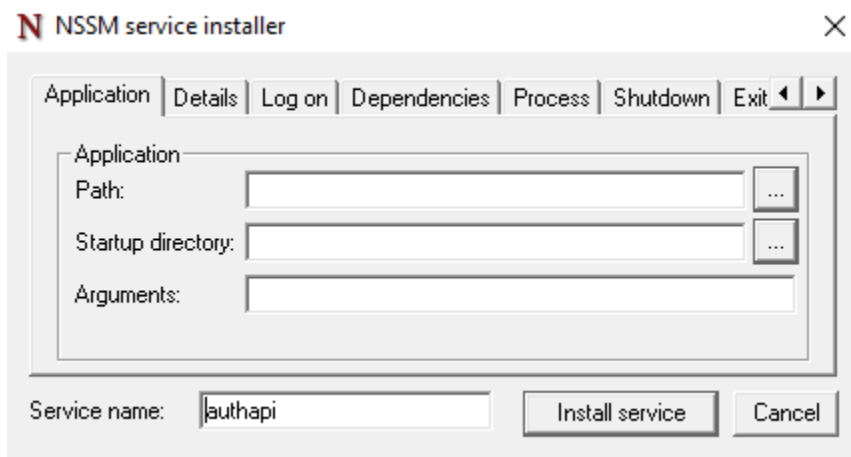 N NSSM service installer
Application Details Log on Dependencies Process Shutdown Exit
Application
Path:
...
Startup directory:
...
Arguments:
Service name: authapi Install service Cancel